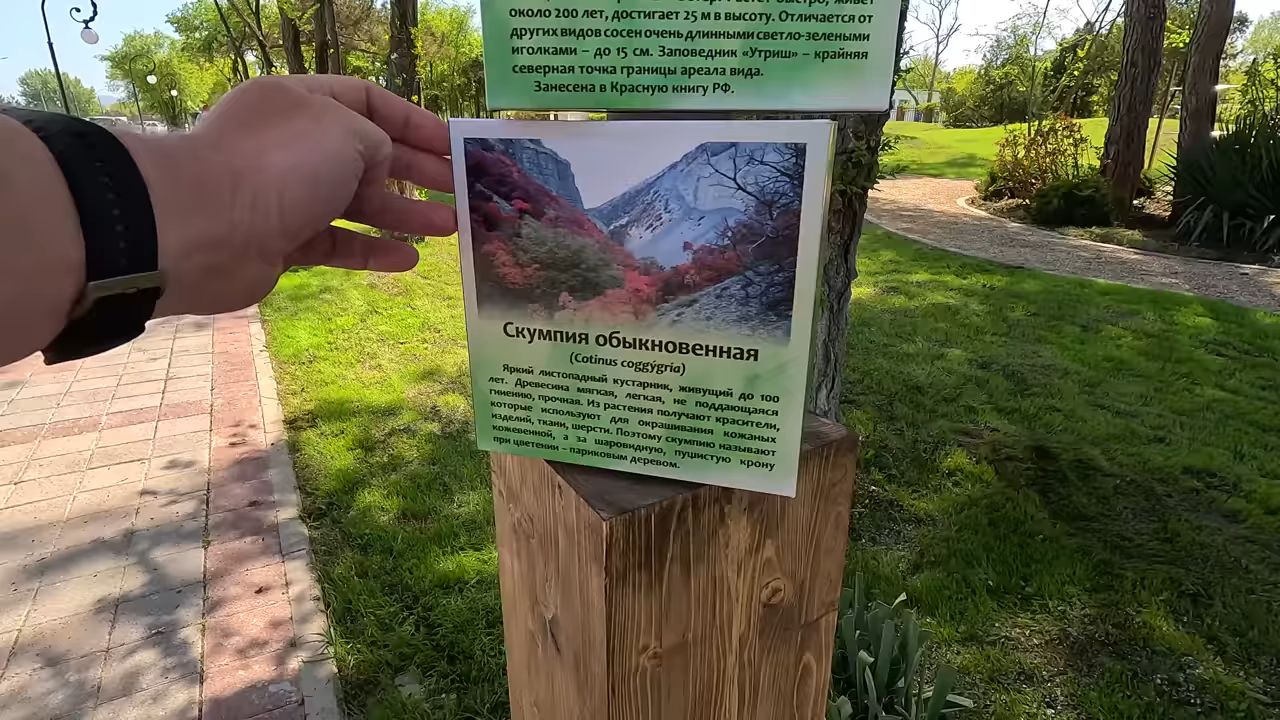 около 200 лет, достигает 25 м в высоту. Отличается от
других видов сосен очень длинными светло-зелеными
иголками – до 15 см. Заповедник «Утриш» – крайняя
северная точка границы ареала вида.
Занесена в Красную книгу РФ.
Скумпия обыкновенная
(Cotinus coggýgria)
Яркий листопадный кустарник, живущий до 100
лет. Древесина мягкая, легкая, не поддающаяся
гниению, прочная. Из растения получают красители,
которые используют для окрашивания кожаных
изделий, ткани, шерсти. Поэтому скумпию называют
кожевенной, а за шаровидную, пушистую крону
при цветении – париковым деревом.